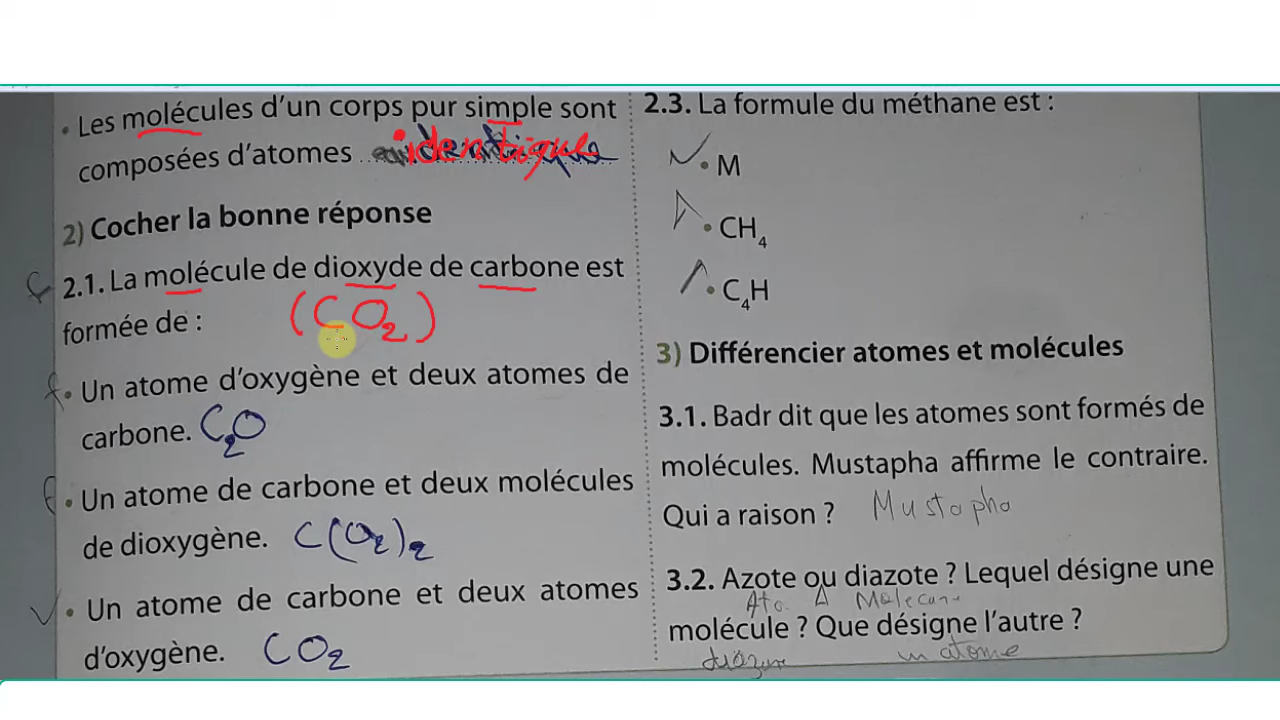 • Les molécules d'un corps pur simple sont
composées d'atomes identique
2) Cocher la bonne réponse
2.1. La molécule de dioxyde de carbone est
formée de : (CO₂)
• Un atome d'oxygène et deux atomes de
carbone. C₂O
• Un atome de carbone et deux molécules
de dioxygène. C(O₂)₂
• Un atome de carbone et deux atomes
d'oxygène. CO₂
2.3. La formule du méthane est :
• M
• CH₄
• C₄H
3) Différencier atomes et molécules
3.1. Badr dit que les atomes sont formés de
molécules. Mustapha affirme le contraire.
Qui a raison ? Mustapha
3.2. Azote ou diazote ? Lequel désigne une
Ato.
molécule ? Que désigne l'autre ?
un atome